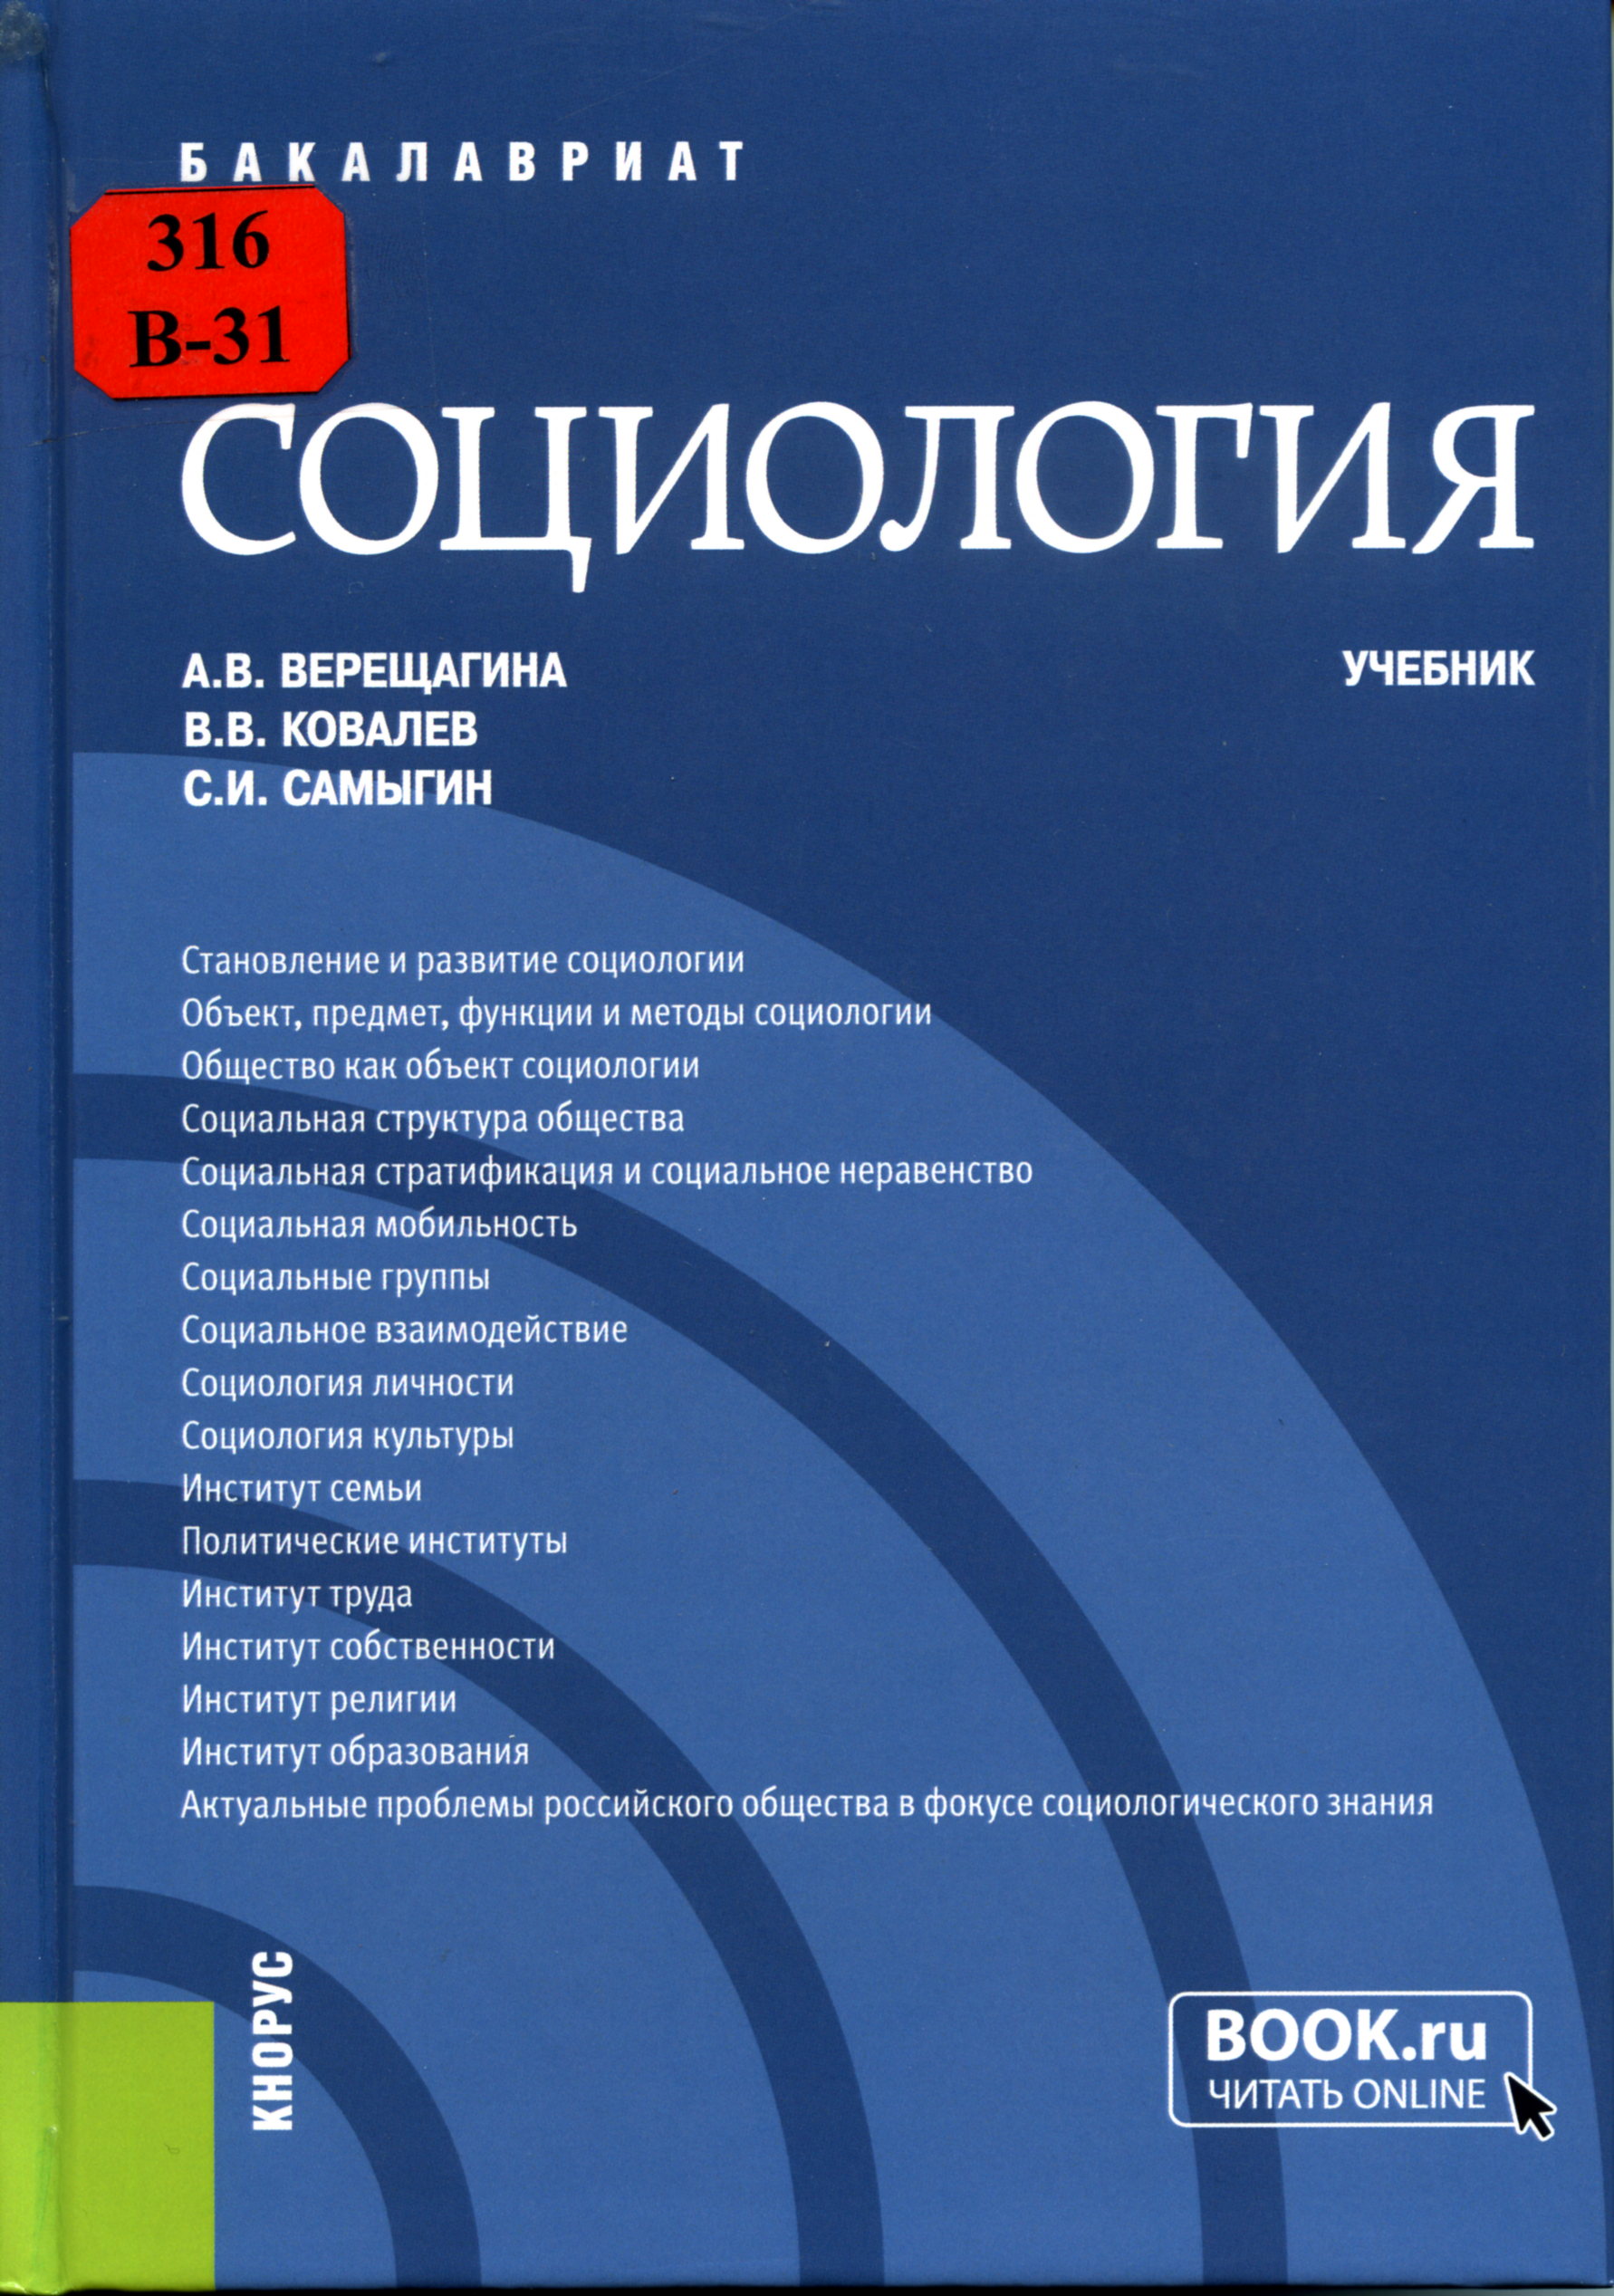 БАКАЛАВРИАТ
316
В-31
СОЦИОЛОГИЯ
А.В. ВЕРЕЩАГИНА
В.В. КОВАЛЕВ
С.И. САМЫГИН
УЧЕБНИК
Становление и развитие социологии
Объект, предмет, функции и методы социологии
Общество как объект социологии
Социальная структура общества
Социальная стратификация и социальное неравенство
Социальная мобильность
Социальные группы
Социальное взаимодействие
Социология личности
Социология культуры
Институт семьи
Политические институты
Институт труда
Институт собственности
Институт религии
Институт образования
Актуальные проблемы российского общества в фокусе социологического знания
КНОРУС
BOOK.ru
ЧИТАТЬ ONLINE